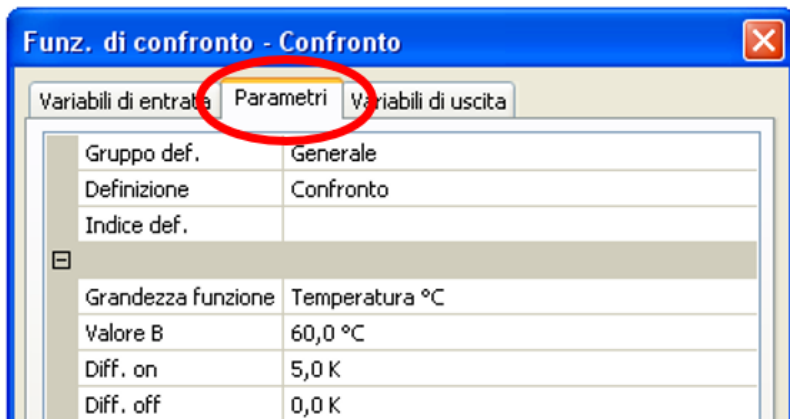 Funz. di confronto - Confronto
Variabili di entrata Parametri Variabili di uscita
Gruppo def. Generale
Definizione Confronto
Indice def.
Grandezza funzione Temperatura °C
Valore B 60,0 °C
Diff. on 5,0 K
Diff. off 0,0 K